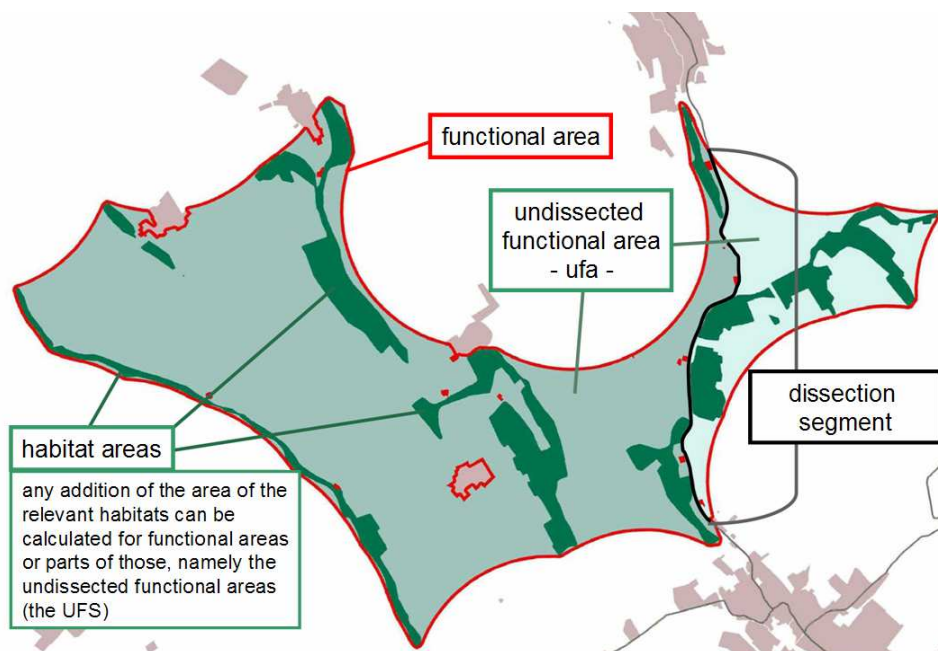 functional area
undissected
functional area
- ufa -
dissection
segment
habitat areas
any addition of the area of the
relevant habitats can be
calculated for functional areas
or parts of those, namely the
undissected functional areas
(the UFS)